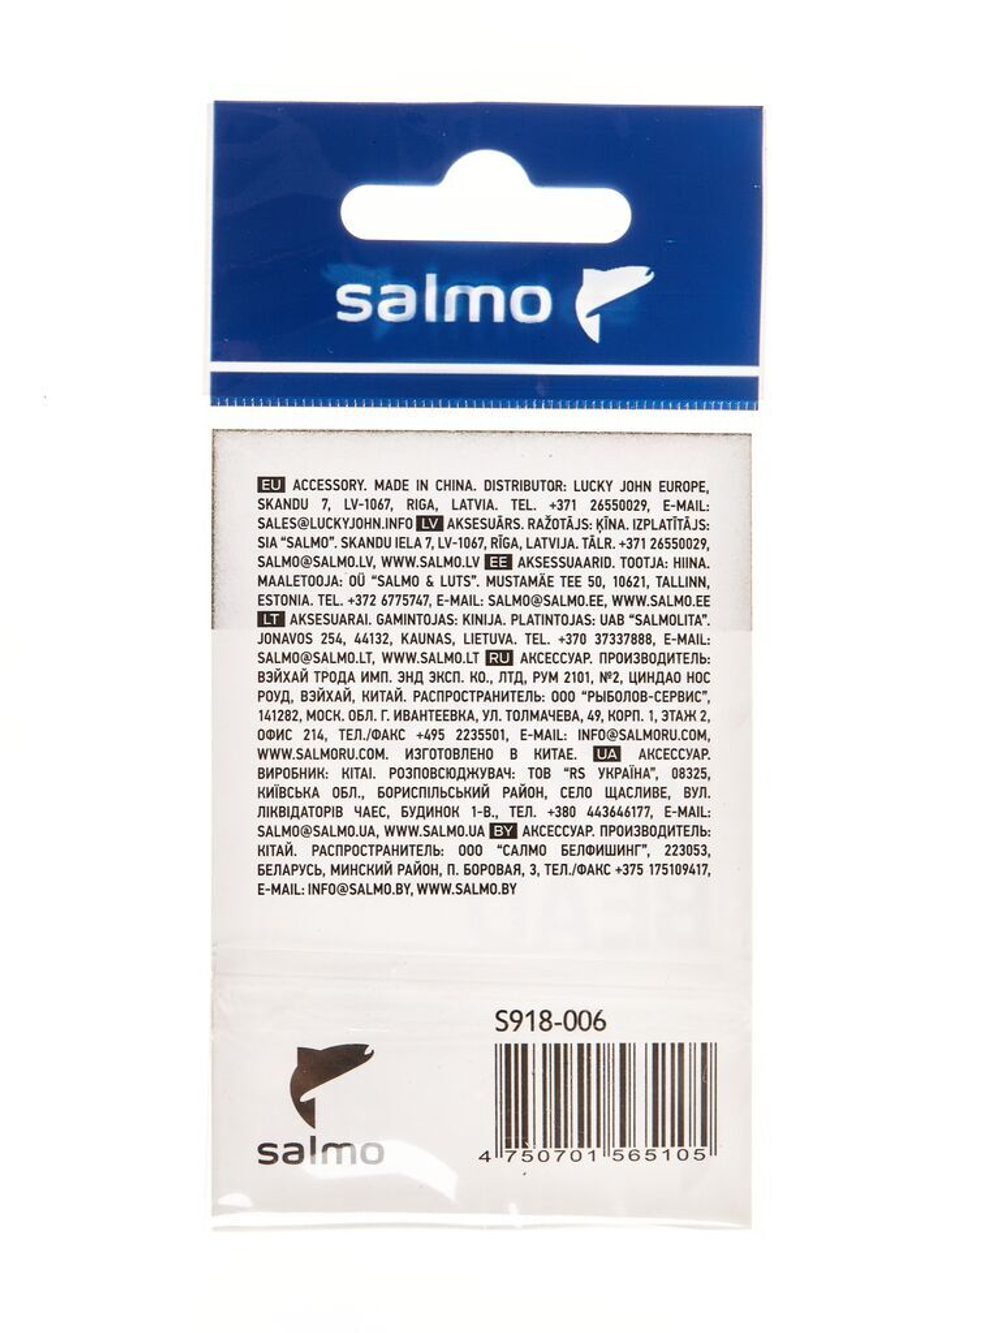 salmo
EU ACCESSORY. MADE IN CHINA. DISTRIBUTOR: LUCKY JOHN EUROPE,
SKANDU 7, LV-1067, RIGA, LATVIA. TEL. +371 26550029, E-MAIL:
SALES@LUCKYJOHN.INFO LV AKSESUĀRS. RAŽOTĀJS: ĶĪNA. IZPLATĪTĀJS:
SIA “SALMO”. SKANDU IELA 7, LV-1067, RĪGA, LATVIJA. TĀLR. +371 26550029,
SALMO@SALMO.LV, WWW.SALMO.LV EE AKSESSUAARID. TOOTJA: HIINA.
MAALETOOJA: OÜ “SALMO & LUTS”. MUSTAMÄE TEE 50, 10621, TALLINN,
ESTONIA. TEL. +372 6775747, E-MAIL: SALMO@SALMO.EE, WWW.SALMO.EE
LT AKSESUARAI. GAMINTOJAS: KINIJA. PLATINTOJAS: UAB “SALMOLITA”.
JONAVOS 254, 44132, KAUNAS, LIETUVA. TEL. +370 37337888, E-MAIL:
SALMO@SALMO.LT, WWW.SALMO.LT RU АКСЕССУАР. ПРОИЗВОДИТЕЛЬ:
ВЭЙХАЙ ТРОДА ИМП. ЭНД ЭКСП. КО., ЛТД, РУМ 2101, №2, ЦИНДАО НОС
РОУД, ВЭЙХАЙ, КИТАЙ. РАСПРОСТРАНИТЕЛЬ: ООО “РЫБОЛОВ-СЕРВИС”,
141282, МОСК. ОБЛ. Г. ИВАНТЕЕВКА, УЛ. ТОЛМАЧЕВА, 49, КОРП. 1, ЭТАЖ 2,
ОФИС 214, ТЕЛ./ФАКС +495 2235501, E-MAIL: INFO@SALMORU.COM,
WWW.SALMORU.COM. ИЗГОТОВЛЕНО В КИТАЕ. UA АКСЕССУАР.
ВИРОБНИК: КІТАІ. РОЗПОВСЮДЖУВАЧ: ТОВ “RS УКРАЇНА”, 08325,
КИЇВСЬКА ОБЛ., БОРИСПІЛЬСЬКИЙ РАЙОН, СЕЛО ЩАСЛИВЕ, ВУЛ.
ЛІКВІДАТОРІВ ЧАЕС, БУДИНОК 1-В., ТЕЛ. +380 443646177, E-MAIL:
SALMO@SALMO.UA, WWW.SALMO.UA BY АКСЕССУАР. ПРОИЗВОДИТЕЛЬ:
КІТАЙ. РАСПРОСТРАНИТЕЛЬ: ООО “САЛМО БЕЛФИШИНГ”, 223053,
БЕЛАРУСЬ, МИНСКИЙ РАЙОН, П. БОРОВАЯ, 3, ТЕЛ./ФАКС +375 175109417,
E-MAIL: INFO@SALMO.BY, WWW.SALMO.BY
S918-006
salmo
4 750701 565105